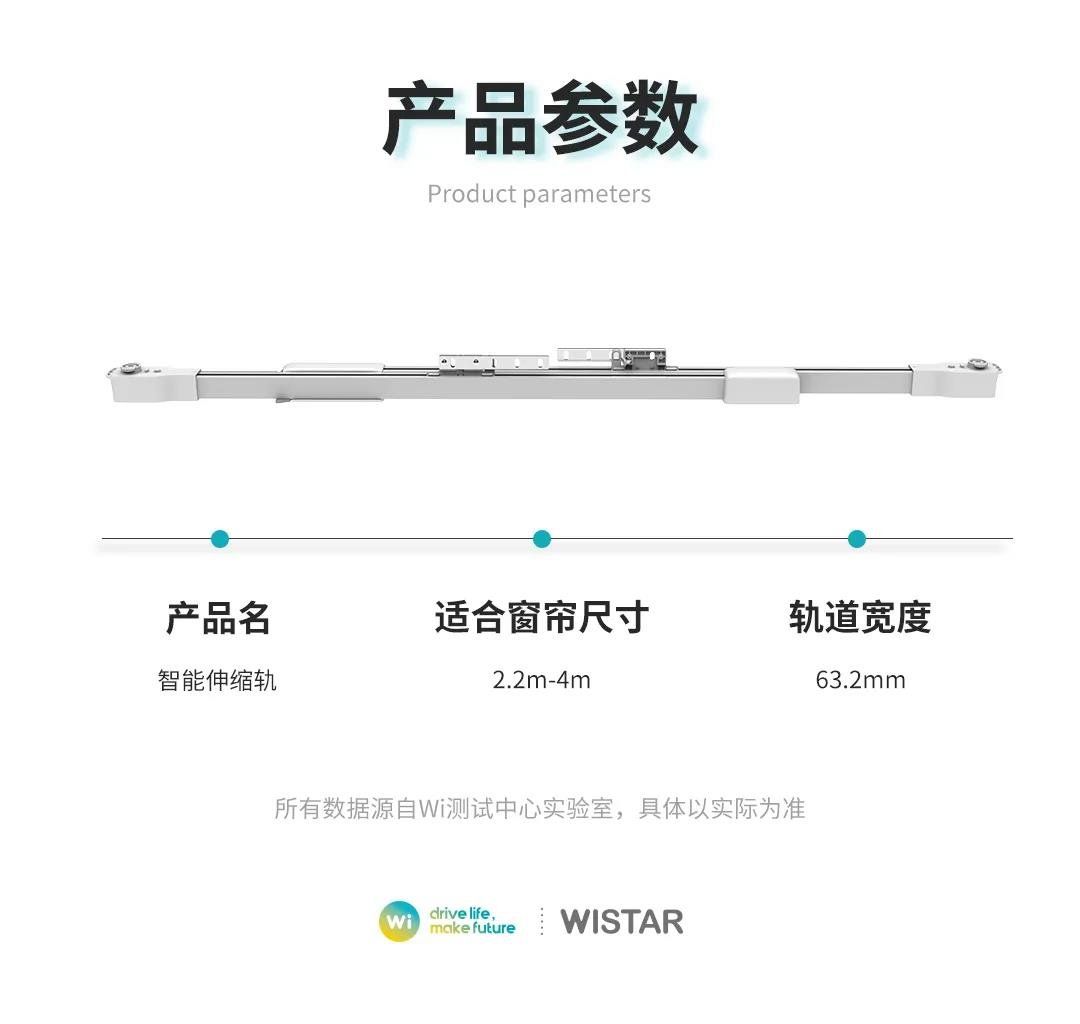 产品参数
Product parameters
产品名
智能伸缩轨
适合窗帘尺寸
2.2m-4m
轨道宽度
63.2mm
所有数据源自Wi测试中心实验室，具体以实际为准
wi
drive life,
make future
WISTAR